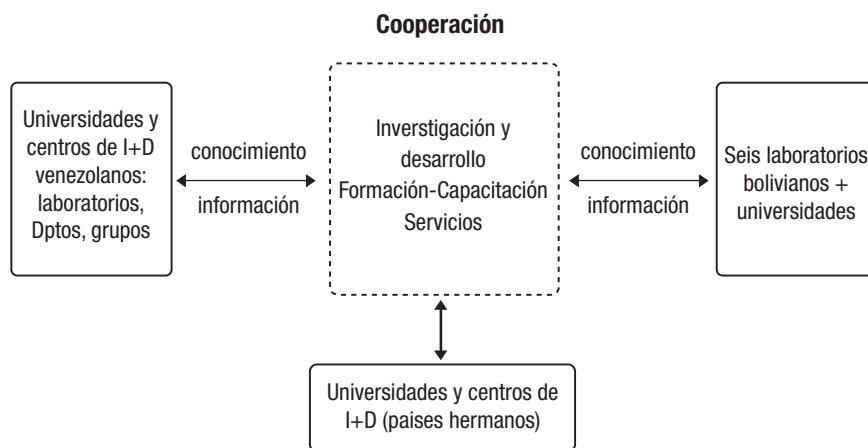 Cooperación
Universidades y
centros de I+D
venezolanos:
laboratorios,
Dptos, grupos
conocimiento
información
Inverstigación y
desarrollo
Formación-Capacitación
Servicios
conocimiento
información
Seis laboratorios
bolivianos +
universidades
Universidades y centros de
I+D (paises hermanos)